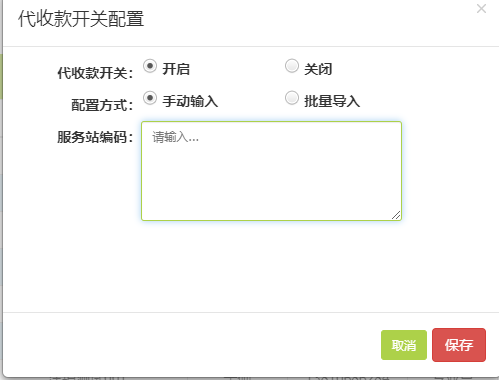 代收款开关配置
×
代收款开关： 开启 关闭
配置方式： 手动输入 批量导入
服务站编码： 请输入...
取消 保存